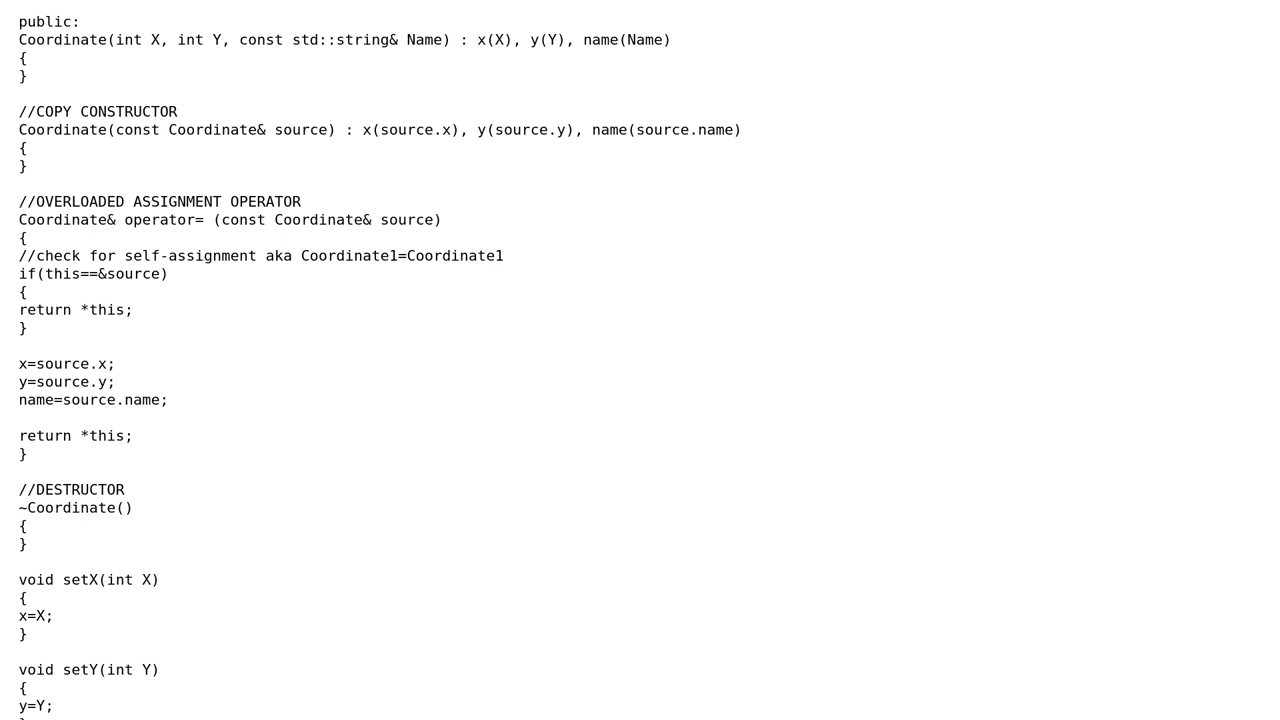 public:
Coordinate(int X, int Y, const std::string& Name) : x(X), y(Y), name(Name)
{
}
//COPY CONSTRUCTOR
Coordinate(const Coordinate& source) : x(source.x), y(source.y), name(source.name)
{
}
//OVERLOADED ASSIGNMENT OPERATOR
Coordinate& operator= (const Coordinate& source)
{
//check for self-assignment aka Coordinate1=Coordinate1
if(this==&source)
{
return *this;
}
x=source.x;
y=source.y;
name=source.name;
return *this;
}
//DESTRUCTOR
~Coordinate()
{
}
void setX(int X)
{
x=X;
}
void setY(int Y)
{
y=Y;
}